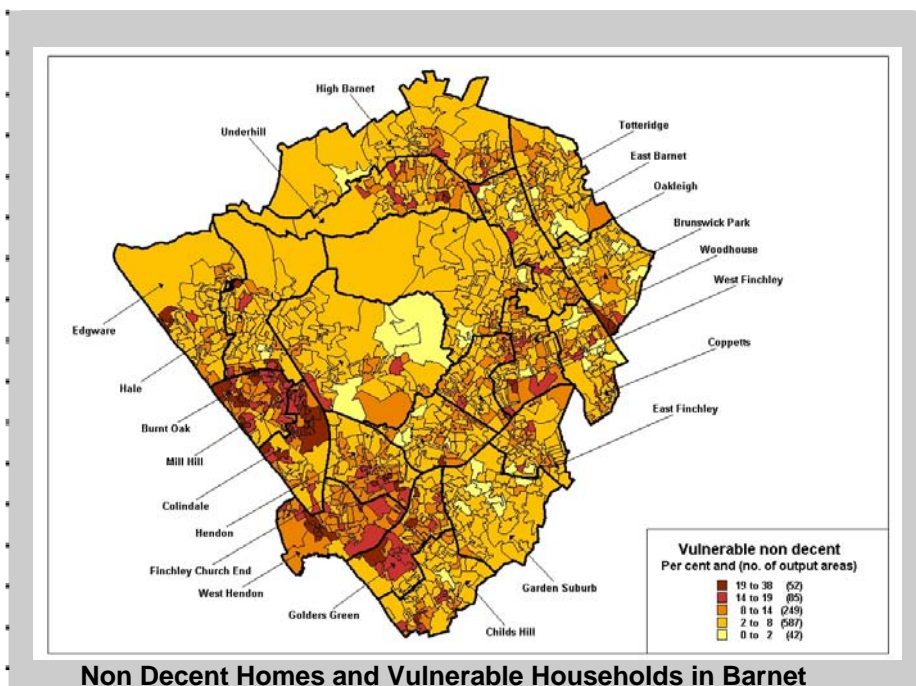 High Barnet
Underhill
Totteridge
East Barnet
Oakleigh
Brunswick Park
Woodhouse
West Finchley
Edgware
Coppetts
Hale
East Finchley
Burnt Oak
Mill Hill
Colindale
Hendon
Finchley Church End
West Hendon
Garden Suburb
Golders Green
Childs Hill
Vulnerable non decent
Per cent and (no. of output areas)
19 to 38 (52)
14 to 19 (85)
8 to 14 (249)
2 to 8 (587)
0 to 2 (42)
Non Decent Homes and Vulnerable Households in Barnet